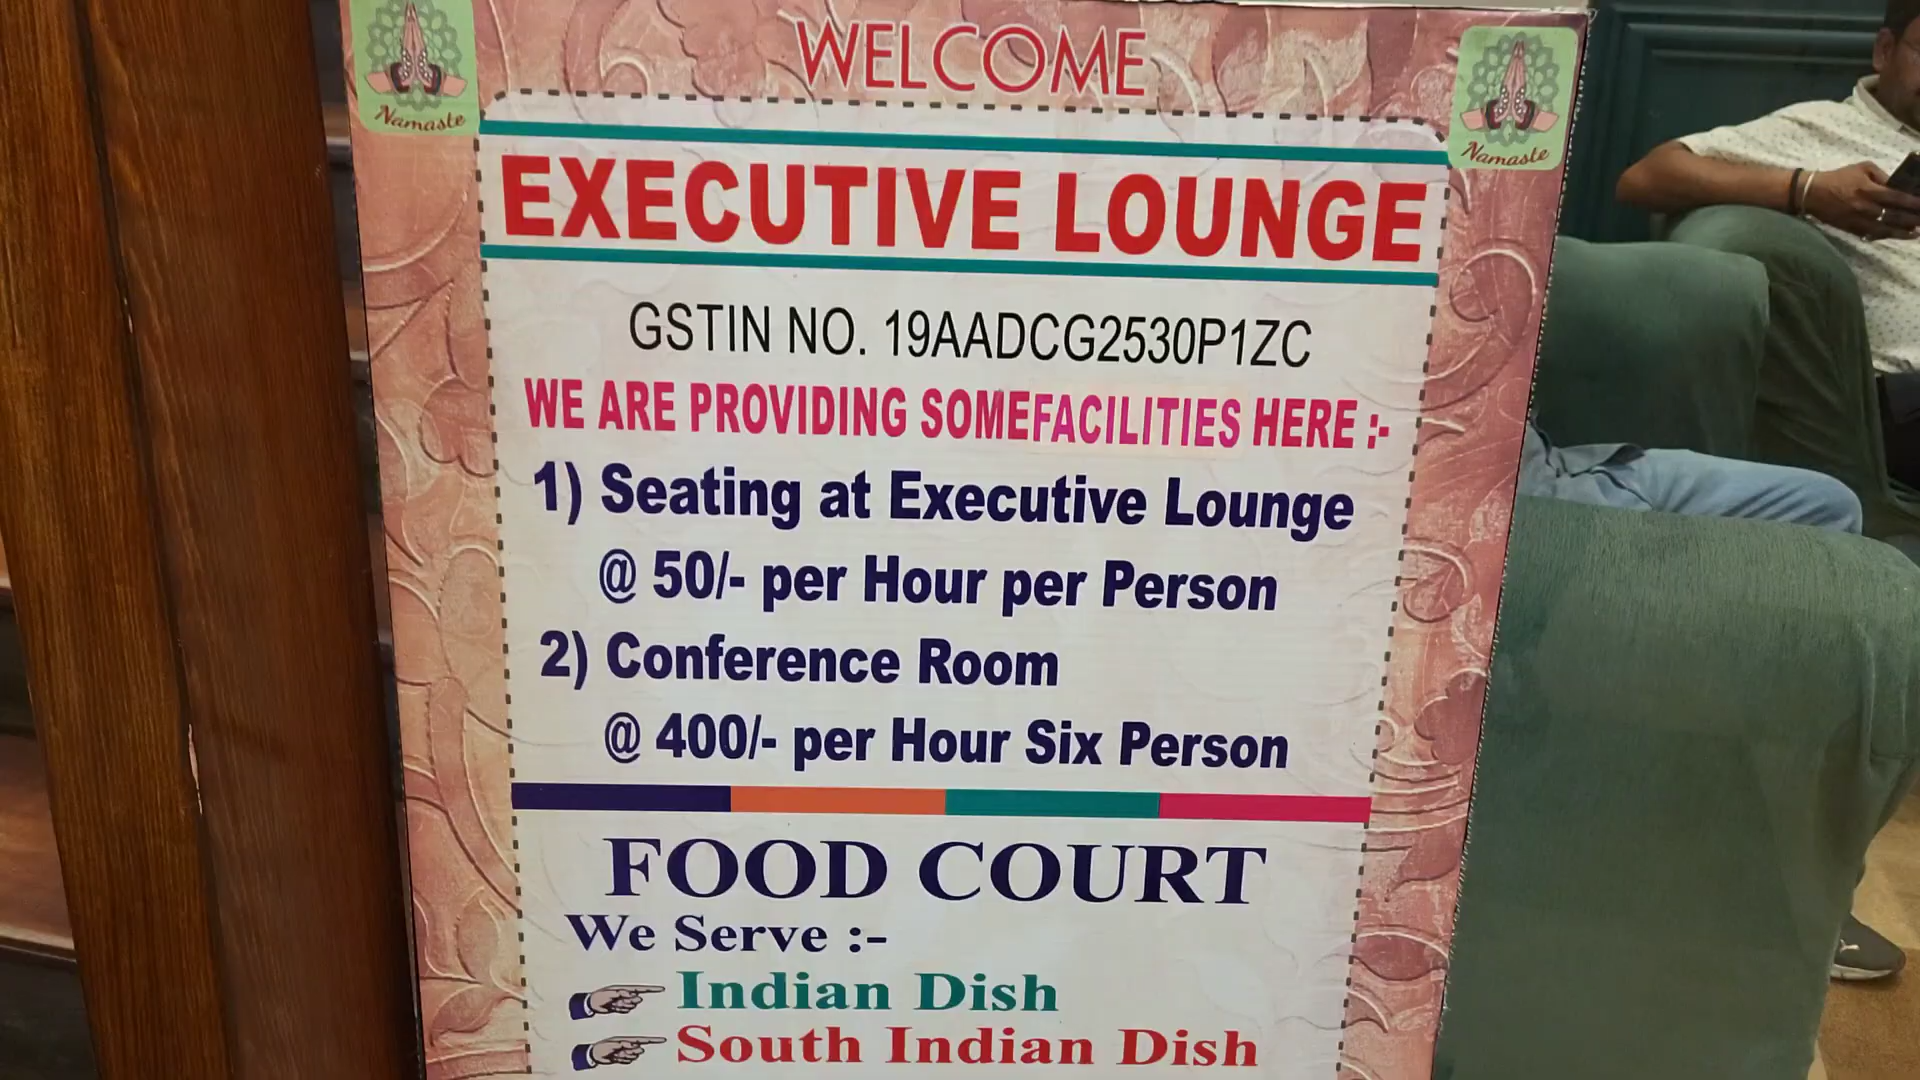 WELCOME
Namaste
Namaste
EXECUTIVE LOUNGE
GSTIN NO. 19AADCG2530P1ZC
WE ARE PROVIDING SOMEFACILITIES HERE :-
1) Seating at Executive Lounge
@ 50/- per Hour per Person
2) Conference Room
@ 400/- per Hour Six Person
FOOD COURT
We Serve :-
Indian Dish
South Indian Dish